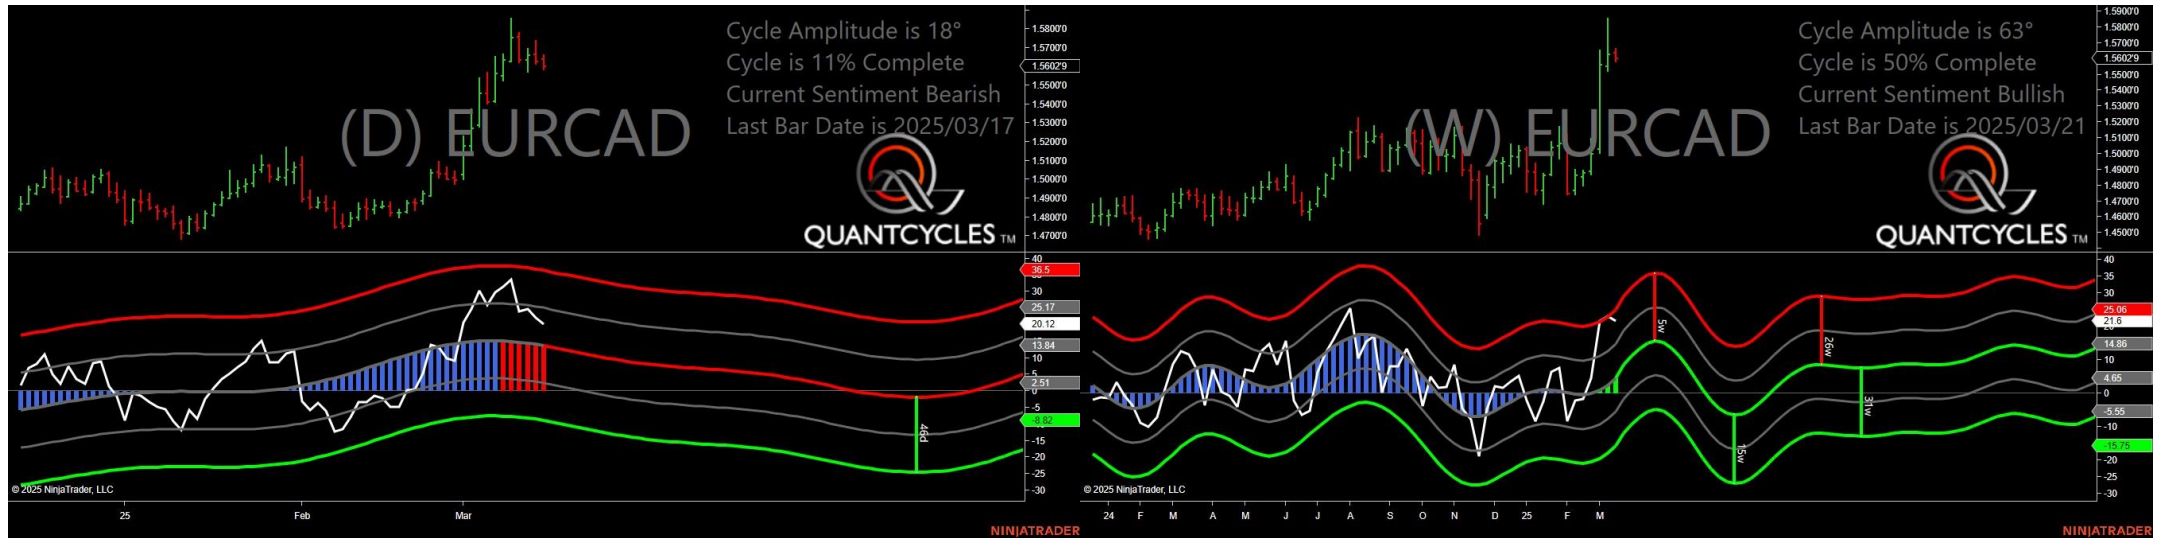 Cycle Amplitude is 18°
Cycle is 11% Complete
Current Sentiment Bearish
Last Bar Date is 2025/03/17
(D) EURCAD
QUANTCYCLES TM
1.5800'0
1.5700'0
1.5602'9
1.5500'0
1.5400'0
1.5300'0
1.5200'0
1.5100'0
1.5000'0
1.4900'0
1.4800'0
1.4700'0
40
36.5
30
25.17
20.12
13.84
10
5
2.51
0
-5
-8.82
-15
-20
-25
-30
46d
© 2025 NinjaTrader, LLC
25 Feb Mar
NINJATRADER
Cycle Amplitude is 63°
Cycle is 50% Complete
Current Sentiment Bullish
Last Bar Date is 2025/03/21
(W) EURCAD
QUANTCYCLES TM
1.5900'0
1.5800'0
1.5700'0
1.5602'9
1.5500'0
1.5400'0
1.5300'0
1.5200'0
1.5100'0
1.5000'0
1.4900'0
1.4800'0
1.4700'0
1.4600'0
1.4500'0
40
35
30
25.06
21.6
14.86
10
4.65
0
-5.55
-10
-15.75
-20
-25
-30
5w
15w
26w
31w
© 2025 NinjaTrader, LLC
24 F M A M J J A S O N D 25 F M
NINJATRADER